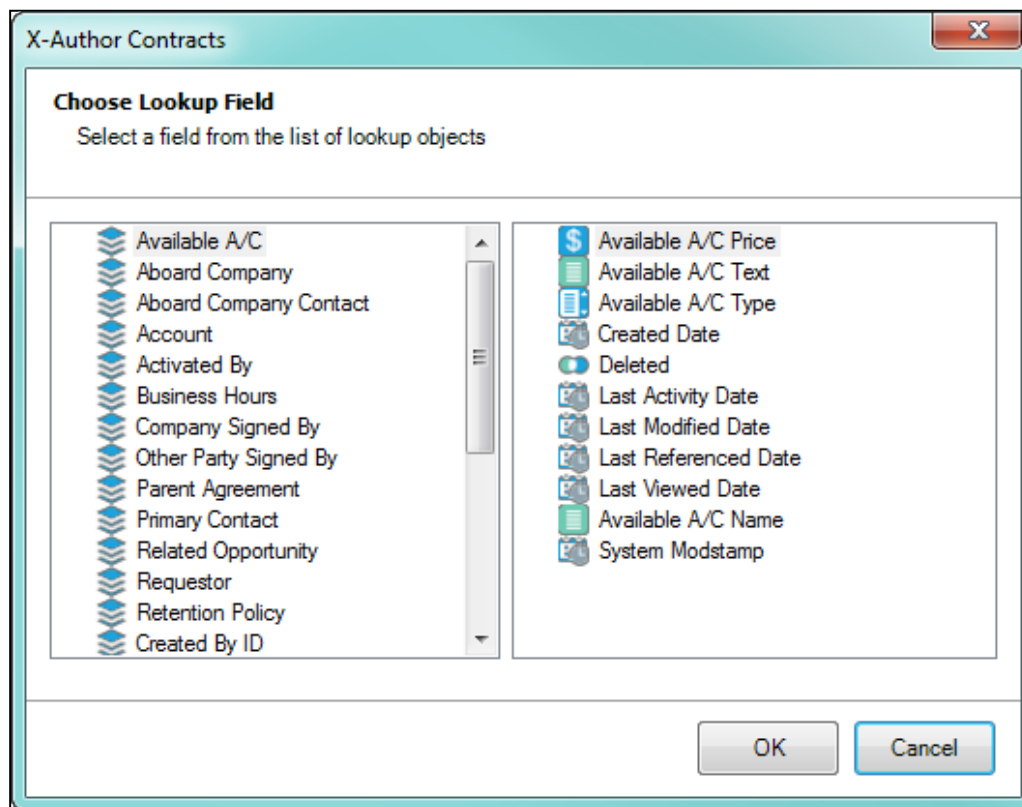 X-Author Contracts
Choose Lookup Field
Select a field from the list of lookup objects
Available A/C
Aboard Company
Aboard Company Contact
Account
Activated By
Business Hours
Company Signed By
Other Party Signed By
Parent Agreement
Primary Contact
Related Opportunity
Requestor
Retention Policy
Created By ID
Available A/C Price
Available A/C Text
Available A/C Type
Created Date
Deleted
Last Activity Date
Last Modified Date
Last Referenced Date
Last Viewed Date
Available A/C Name
System Modstamp
OK
Cancel